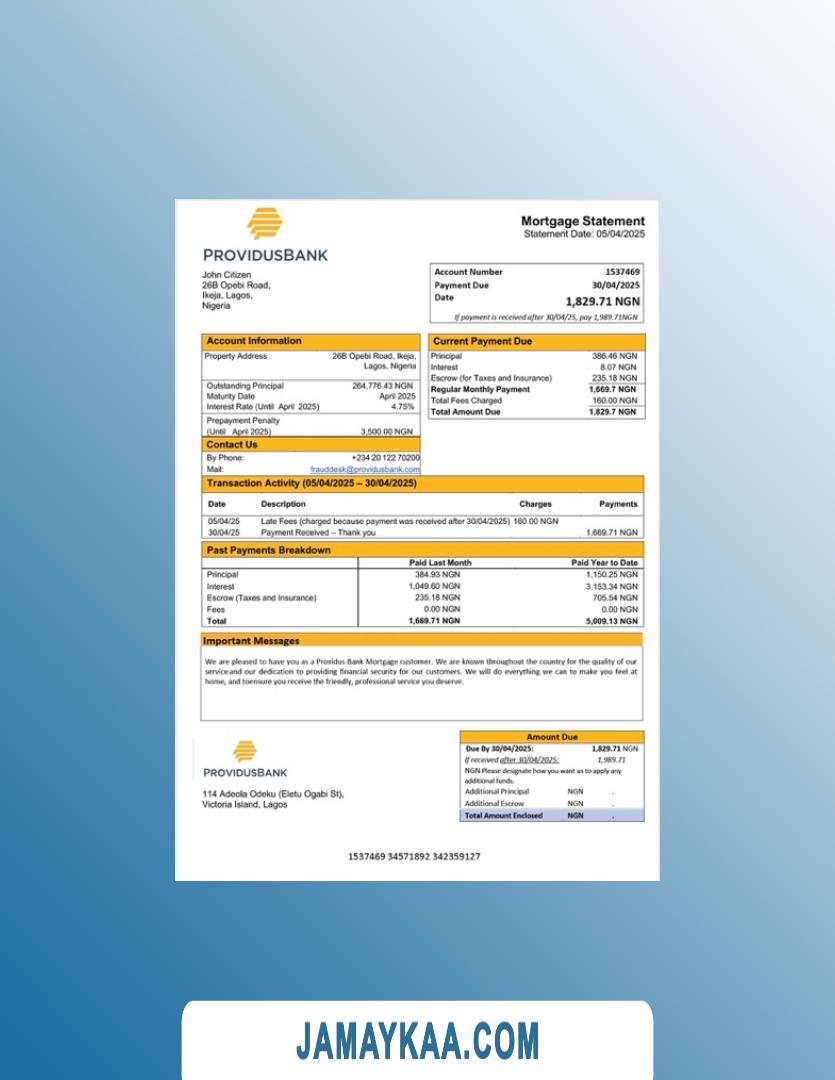 PROVIDUSBANK
Mortgage Statement
Statement Date: 05/04/2025
John Citizen
26B Opebi Road,
Ikeja, Lagos,
Nigeria
Account Number 1537469
Payment Due 30/04/2025
Date 1,829.71 NGN
If payment is received after 30/04/25, pay 1,989.71NGN
Account Information
Property Address 26B Opebi Road, Ikeja,
Lagos, Nigeria
Outstanding Principal 264,776.43 NGN
Maturity Date April 2025
Interest Rate (Until April 2025) 4.75%
Prepayment Penalty
(Until April 2025) 3,500.00 NGN
Contact Us
By Phone: +234 20 122 70200
Mail: frauddesk@providusbank.com
Current Payment Due
Principal 386.46 NGN
Interest 8.07 NGN
Escrow (for Taxes and Insurance) 235.18 NGN
Regular Monthly Payment 1,669.7 NGN
Total Fees Charged 160.00 NGN
Total Amount Due 1,829.7 NGN
Transaction Activity (05/04/2025 – 30/04/2025)
Date Description Charges Payments
05/04/25 Late Fees (charged because payment was received after 30/04/2025) 160.00 NGN
30/04/25 Payment Received – Thank you 1,669.71 NGN
Past Payments Breakdown
Paid Last Month Paid Year to Date
Principal 384.93 NGN 1,150.25 NGN
Interest 1,049.60 NGN 3,153.34 NGN
Escrow (Taxes and Insurance) 235.18 NGN 705.54 NGN
Fees 0.00 NGN 0.00 NGN
Total 1,669.71 NGN 5,009.13 NGN
Important Messages
We are pleased to have you as a Providus Bank Mortgage customer. We are known throughout the country for the quality of our
serviceand our dedication to providing financial security for our customers. We will do everything we can to make you feel at
home, and toensure you receive the friendly, professional service you deserve.
PROVIDUSBANK
114 Adeola Odeku (Eletu Ogabi St),
Victoria Island, Lagos
Amount Due
Due By 30/04/2025: 1,829.71 NGN
If received after 30/04/2025: 1,989.71
NGN Please designate how you want us to apply any
additional funds.
Additional Principal NGN .
Additional Escrow NGN .
Total Amount Enclosed NGN .
1537469 34571892 342359127
JAMAYKAA.COM